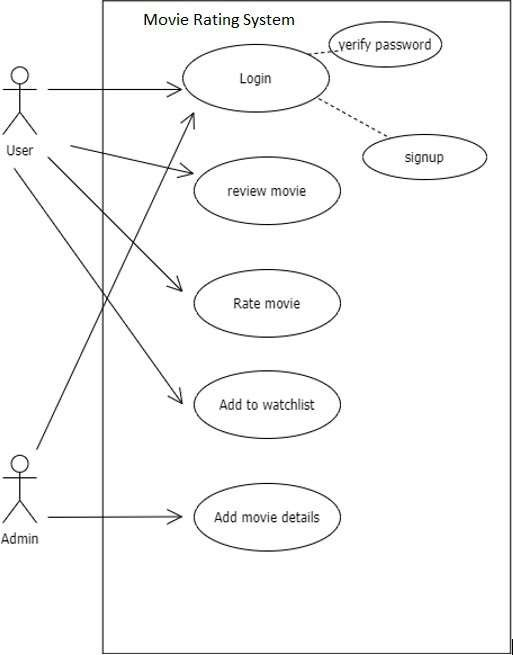 Movie Rating System
verify password
Login
signup
User
review movie
Rate movie
Add to watchlist
Add movie details
Admin